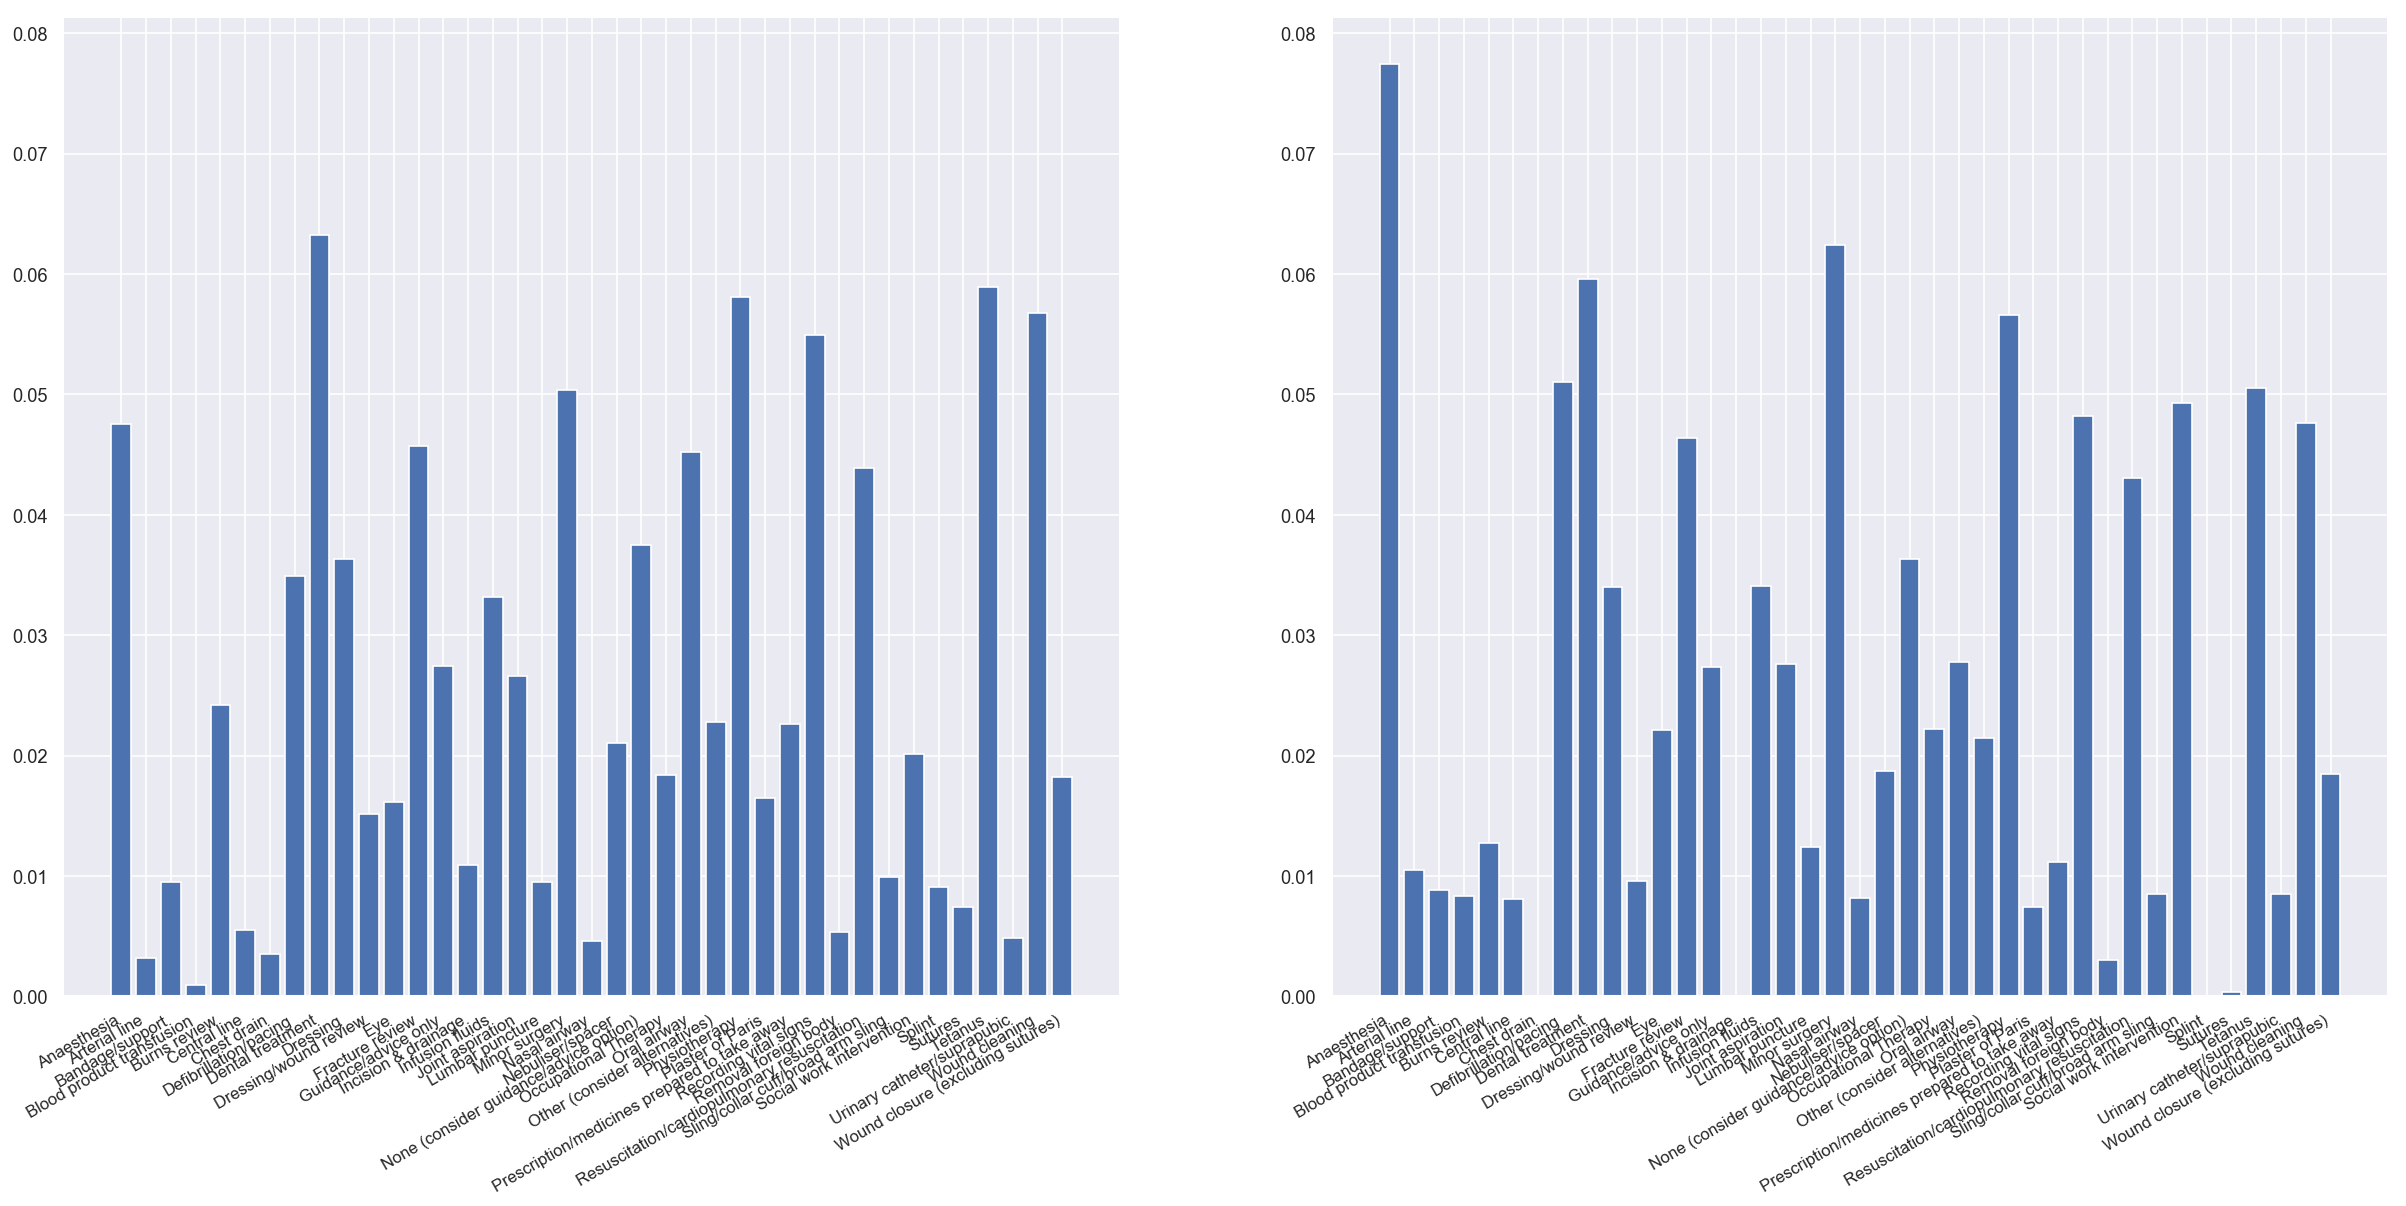 0.08
0.07
0.06
0.05
0.04
0.03
0.02
0.01
0.00
Anaesthesia
Arterial line
Bandage/support
Blood product transfusion
Burns review
Central line
Chest drain
Defibrillation/pacing
Dental treatment
Dressing
Dressing/wound review
Eye
Fracture review
Guidance/advice only
Incision & drainage
Infusion fluids
Joint aspiration
Lumbar puncture
Minor surgery
Nasal airway
Nebuliser/spacer
None (consider guidance/advice option)
Occupational Therapy
Oral airway
Other (consider alternatives)
Physiotherapy
Plaster of Paris
Prescription/medicines prepared to take away
Recording vital signs
Removal foreign body
Resuscitation/cardiopulmonary resuscitation
Sling/collar cuff/broad arm sling
Social work intervention
Splint
Sutures
Tetanus
Urinary catheter/suprapubic
Wound cleaning
Wound closure (excluding sutures)
0.08
0.07
0.06
0.05
0.04
0.03
0.02
0.01
0.00
Anaesthesia
Arterial line
Bandage/support
Blood product transfusion
Burns review
Central line
Chest drain
Defibrillation/pacing
Dental treatment
Dressing
Dressing/wound review
Eye
Fracture review
Guidance/advice only
Incision & drainage
Infusion fluids
Joint aspiration
Lumbar puncture
Minor surgery
Nasal airway
Nebuliser/spacer
None (consider guidance/advice option)
Occupational Therapy
Oral airway
Other (consider alternatives)
Physiotherapy
Plaster of Paris
Prescription/medicines prepared to take away
Recording vital signs
Removal foreign body
Resuscitation/cardiopulmonary resuscitation
Sling/collar cuff/broad arm sling
Social work intervention
Splint
Sutures
Tetanus
Urinary catheter/suprapubic
Wound cleaning
Wound closure (excluding sutures)